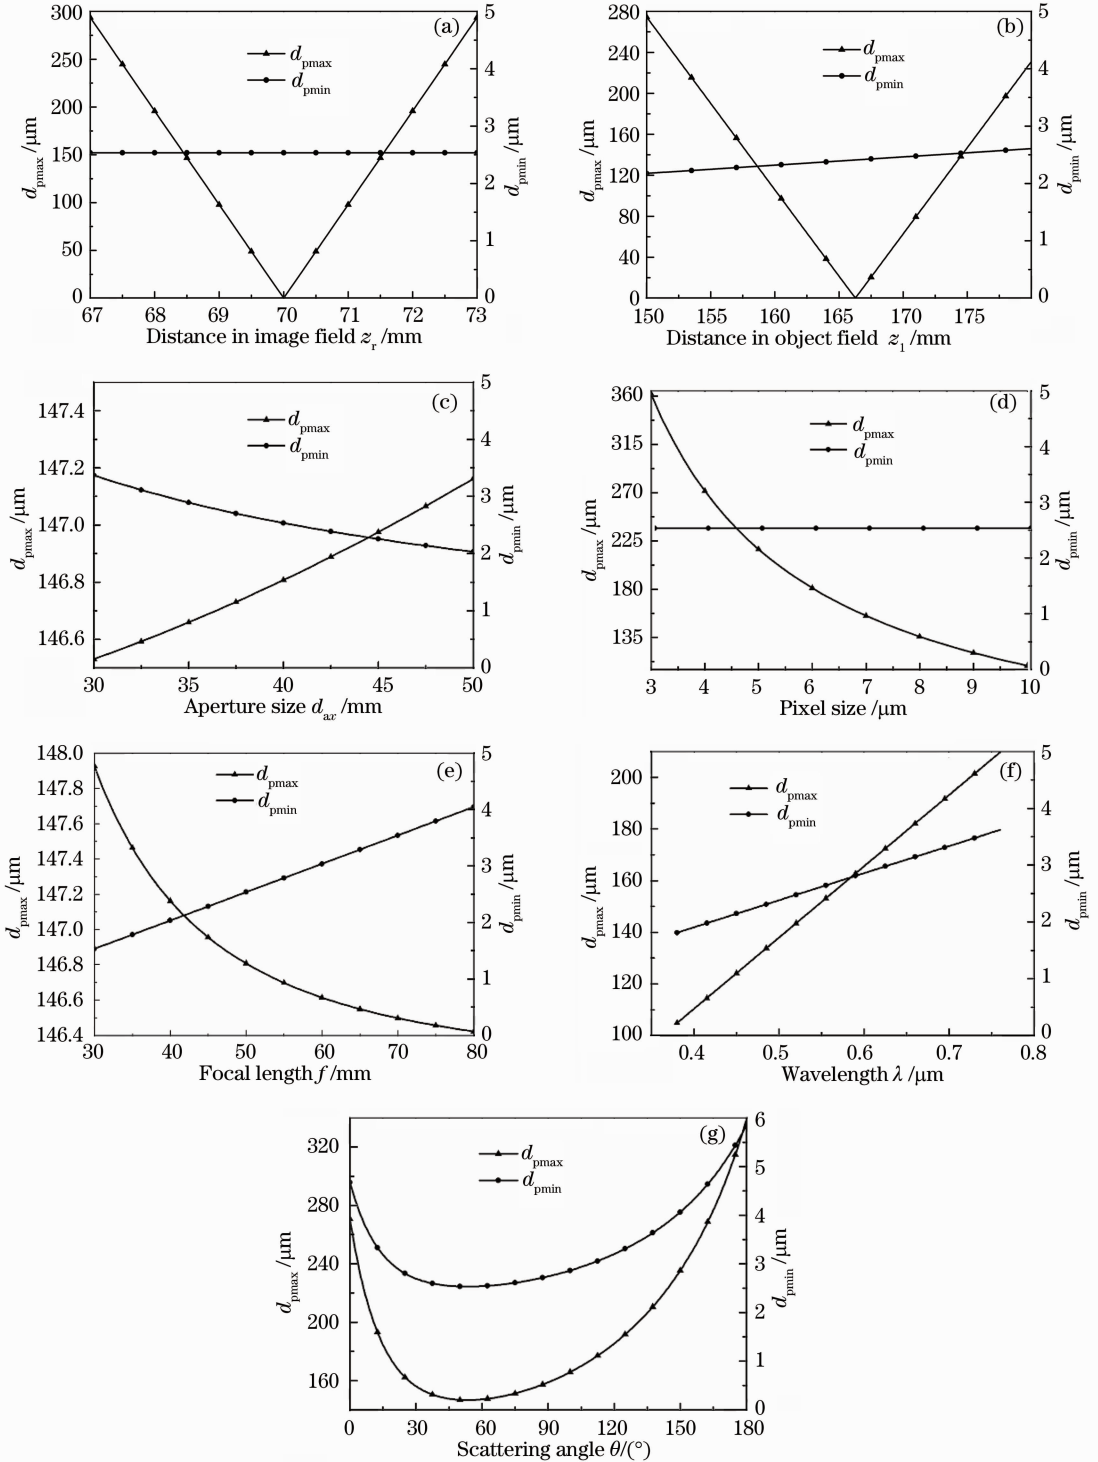 300
250
200
150
100
50
0
5
4
3
2
1
0
(a)
d_pmax
d_pmin
d_pmax /μm
d_pmin /μm
67 68 69 70 71 72 73
Distance in image field z_r /mm
280
240
200
160
120
80
40
0
5
4
3
2
1
0
(b)
d_pmax
d_pmin
d_pmax /μm
d_pmin /μm
150 155 160 165 170 175
Distance in object field z_1 /mm
147.4
147.2
147.0
146.8
146.6
5
4
3
2
1
0
(c)
d_pmax
d_pmin
d_pmax /μm
d_pmin /μm
30 35 40 45 50
Aperture size d_ax /mm
360
315
270
225
180
135
5
4
3
2
1
0
(d)
d_pmax
d_pmin
d_pmax /μm
d_pmin /μm
3 4 5 6 7 8 9 10
Pixel size /μm
148.0
147.8
147.6
147.4
147.2
147.0
146.8
146.6
146.4
5
4
3
2
1
0
(e)
d_pmax
d_pmin
d_pmax /μm
d_pmin /μm
30 40 50 60 70 80
Focal length f /mm
200
180
160
140
120
100
5
4
3
2
1
0
(f)
d_pmax
d_pmin
d_pmax /μm
d_pmin /μm
0.4 0.5 0.6 0.7 0.8
Wavelength λ /μm
320
280
240
200
160
6
5
4
3
2
1
0
(g)
d_pmax
d_pmin
d_pmax /μm
d_pmin /μm
0 30 60 90 120 150 180
Scattering angle θ/(°)